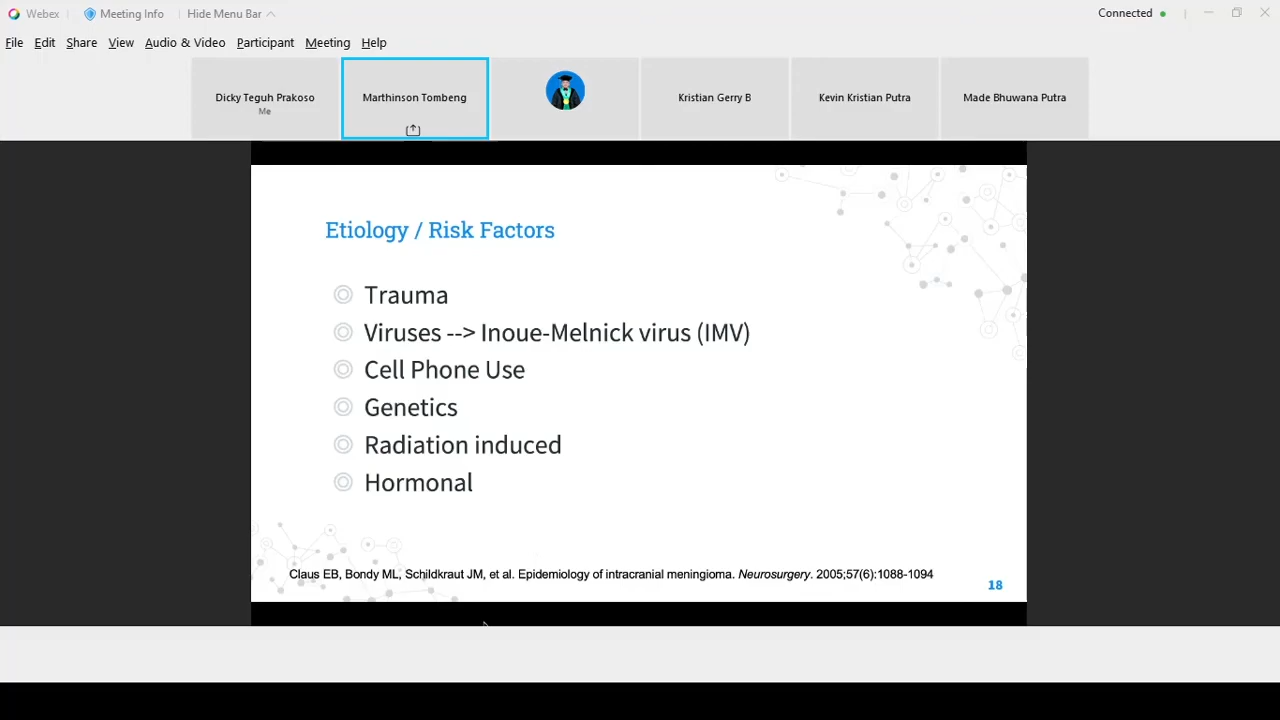 Webex
Meeting Info
Hide Menu Bar
Connected
File Edit Share View Audio & Video Participant Meeting Help
Dicky Teguh Prakoso
Me
Marthinson Tombeng
Kristian Gerry B
Kevin Kristian Putra
Made Bhuwana Putra
Etiology / Risk Factors
Trauma
Viruses --> Inoue-Melnick virus (IMV)
Cell Phone Use
Genetics
Radiation induced
Hormonal
Claus EB, Bondy ML, Schildkraut JM, et al. Epidemiology of intracranial meningioma. Neurosurgery. 2005;57(6):1088-1094
18